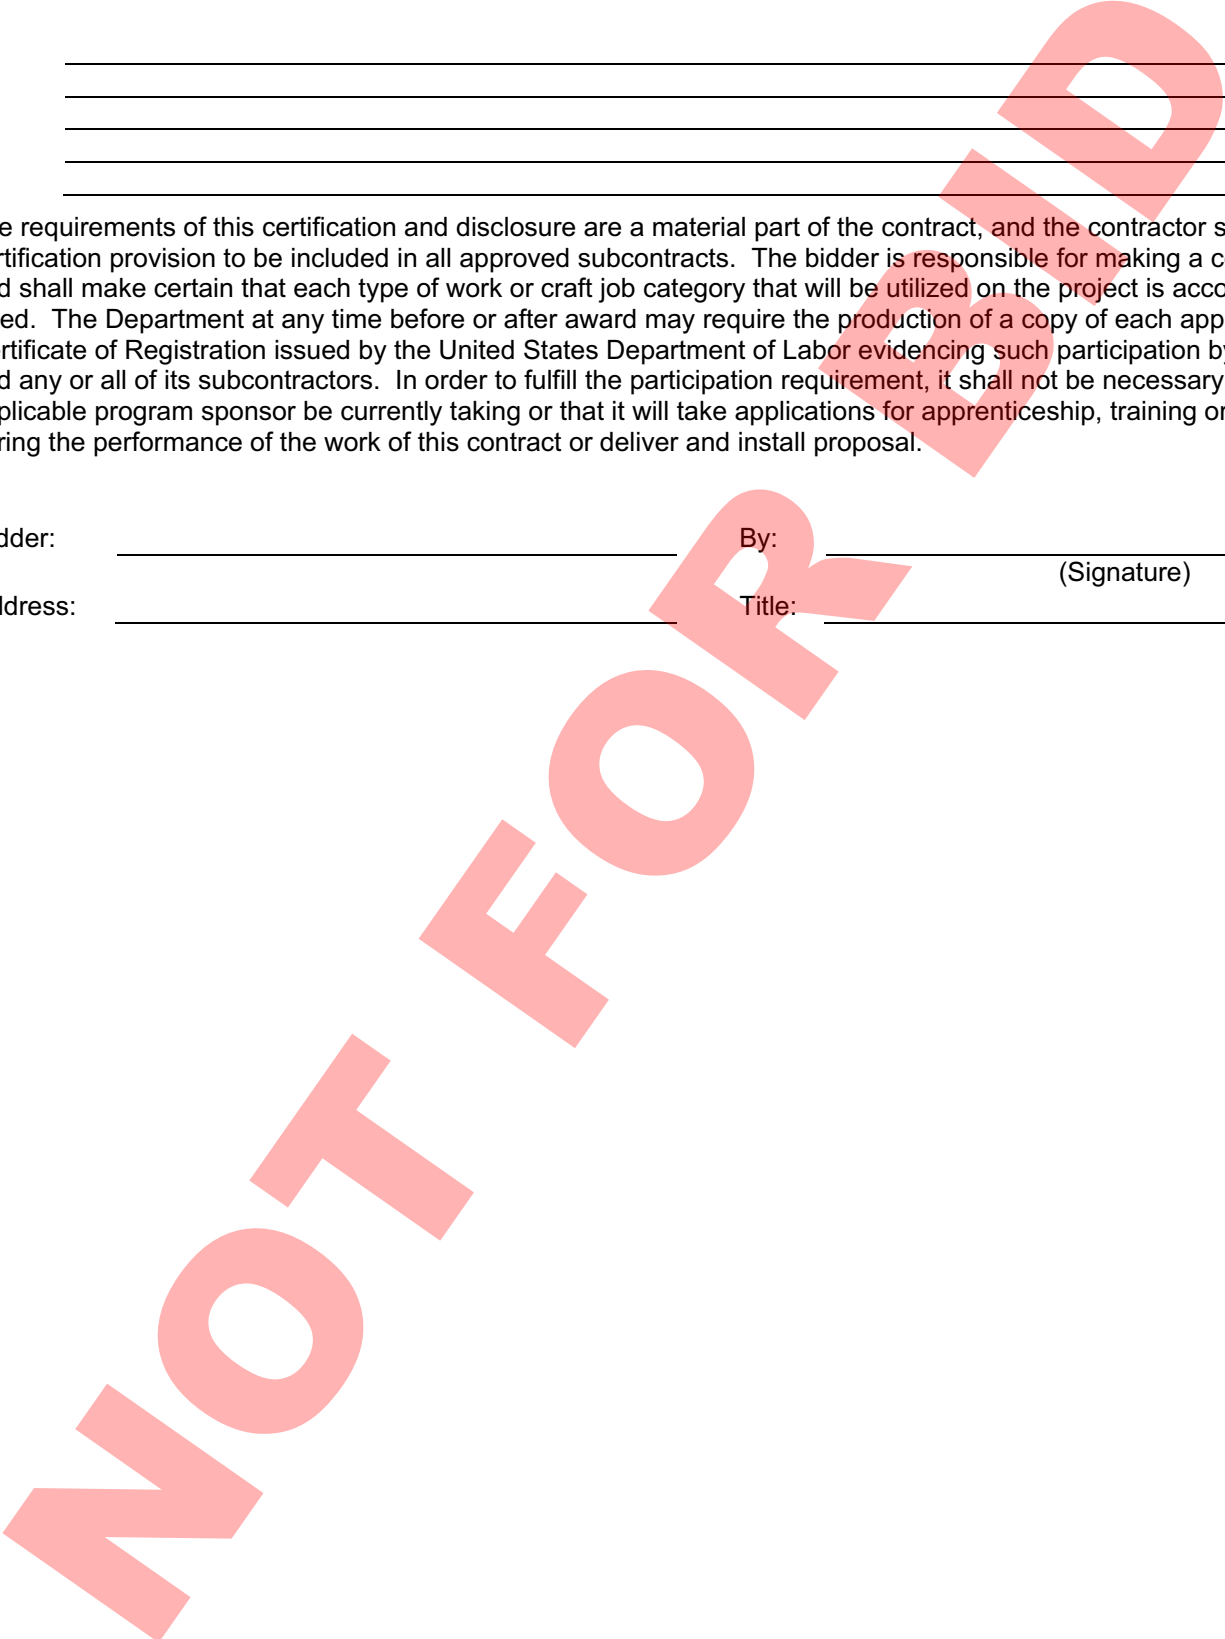 e requirements of this certification and disclosure are a material part of the contract, and the contractor s
rtification provision to be included in all approved subcontracts.  The bidder is responsible for making a c
d shall make certain that each type of work or craft job category that will be utilized on the project is acco
ed.  The Department at any time before or after award may require the production of a copy of each app
rtificate of Registration issued by the United States Department of Labor evidencing such participation by
d any or all of its subcontractors.  In order to fulfill the participation requirement, it shall not be necessary
plicable program sponsor be currently taking or that it will take applications for apprenticeship, training or
ring the performance of the work of this contract or deliver and install proposal.
dder: By:
(Signature)
ddress: Title:
NOT FOR BID